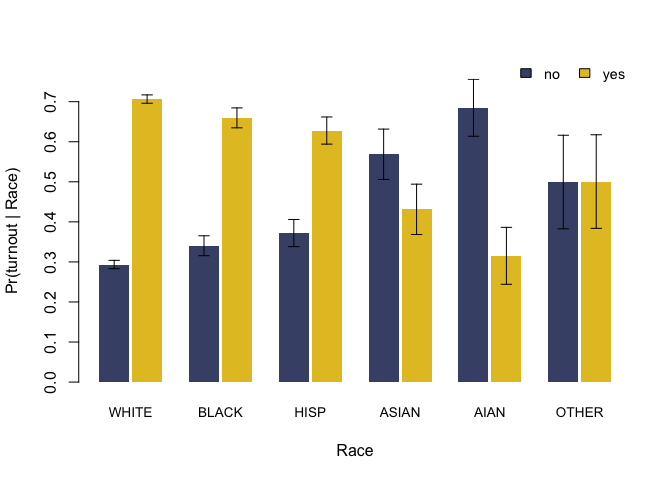 no yes
Pr(turnout | Race)
0.7
0.6
0.5
0.4
0.3
0.2
0.1
0.0
WHITE BLACK HISP ASIAN AIAN OTHER
Race